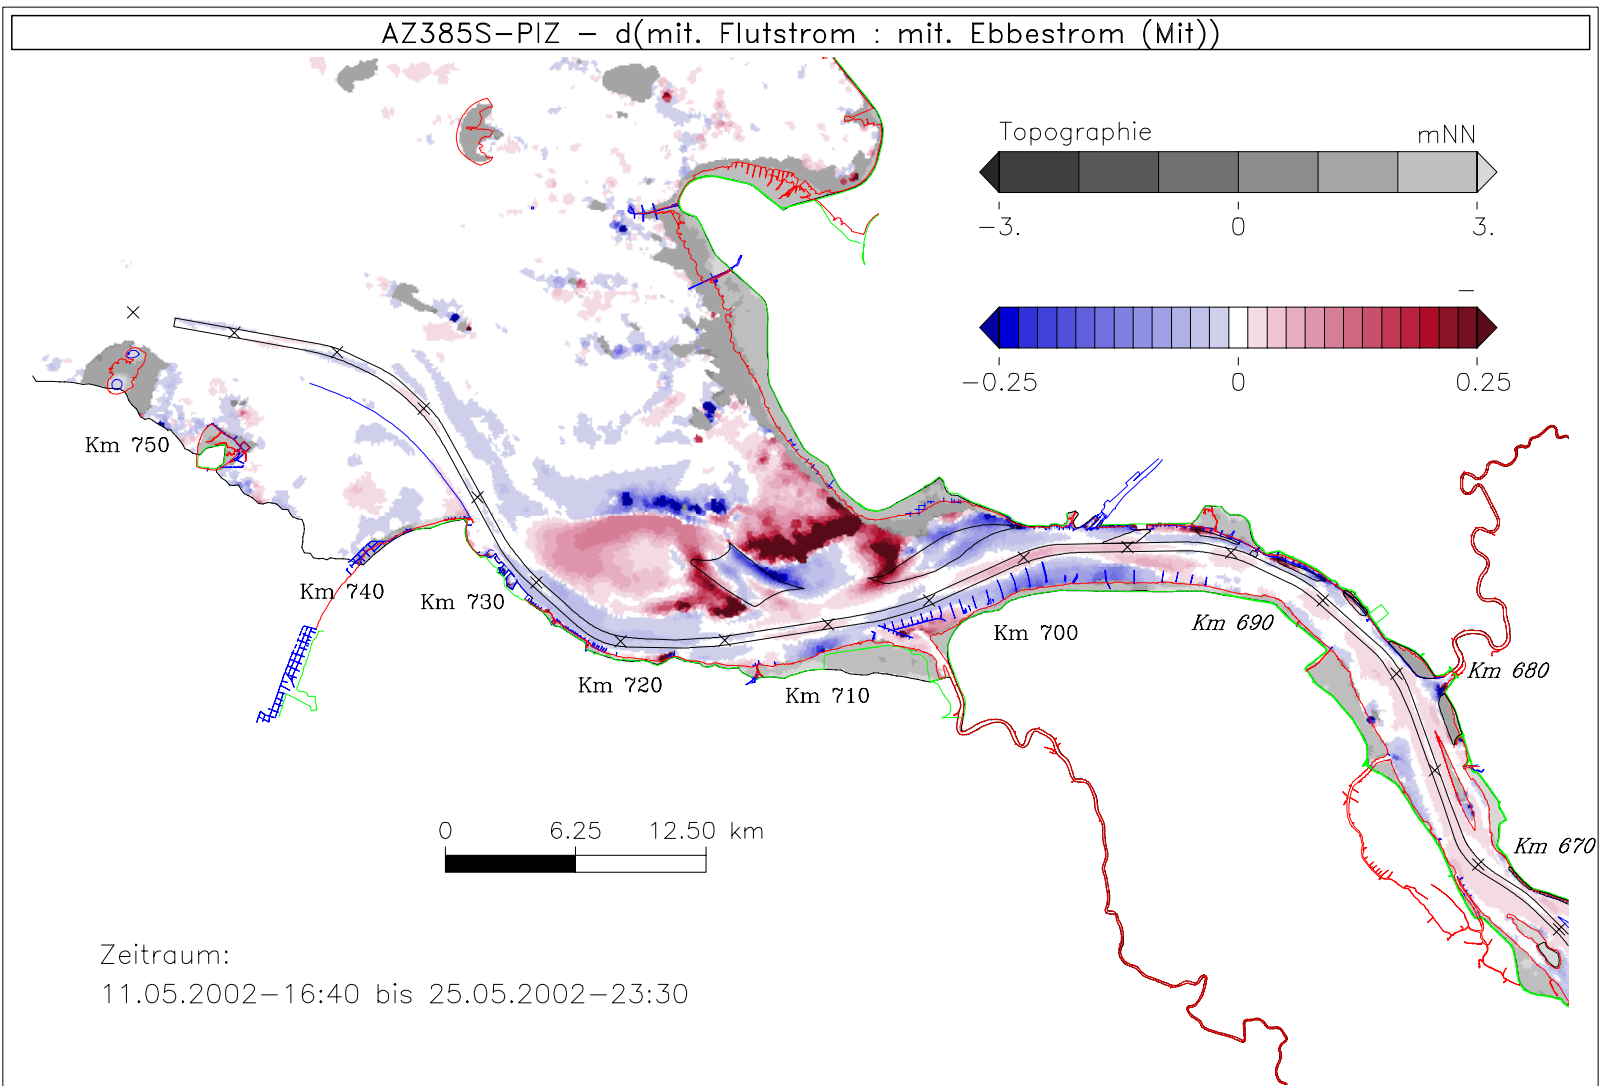 AZ385S-PIZ - d(mit. Flutstrom : mit. Ebbestrom (Mit))
Topographie mNN
-3. 0 3.
-
-0.25 0 0.25
Km 750
Km 740
Km 730
Km 720
Km 710
Km 700
Km 690
Km 680
Km 670
0 6.25 12.50 km
Zeitraum:
11.05.2002-16:40 bis 25.05.2002-23:30